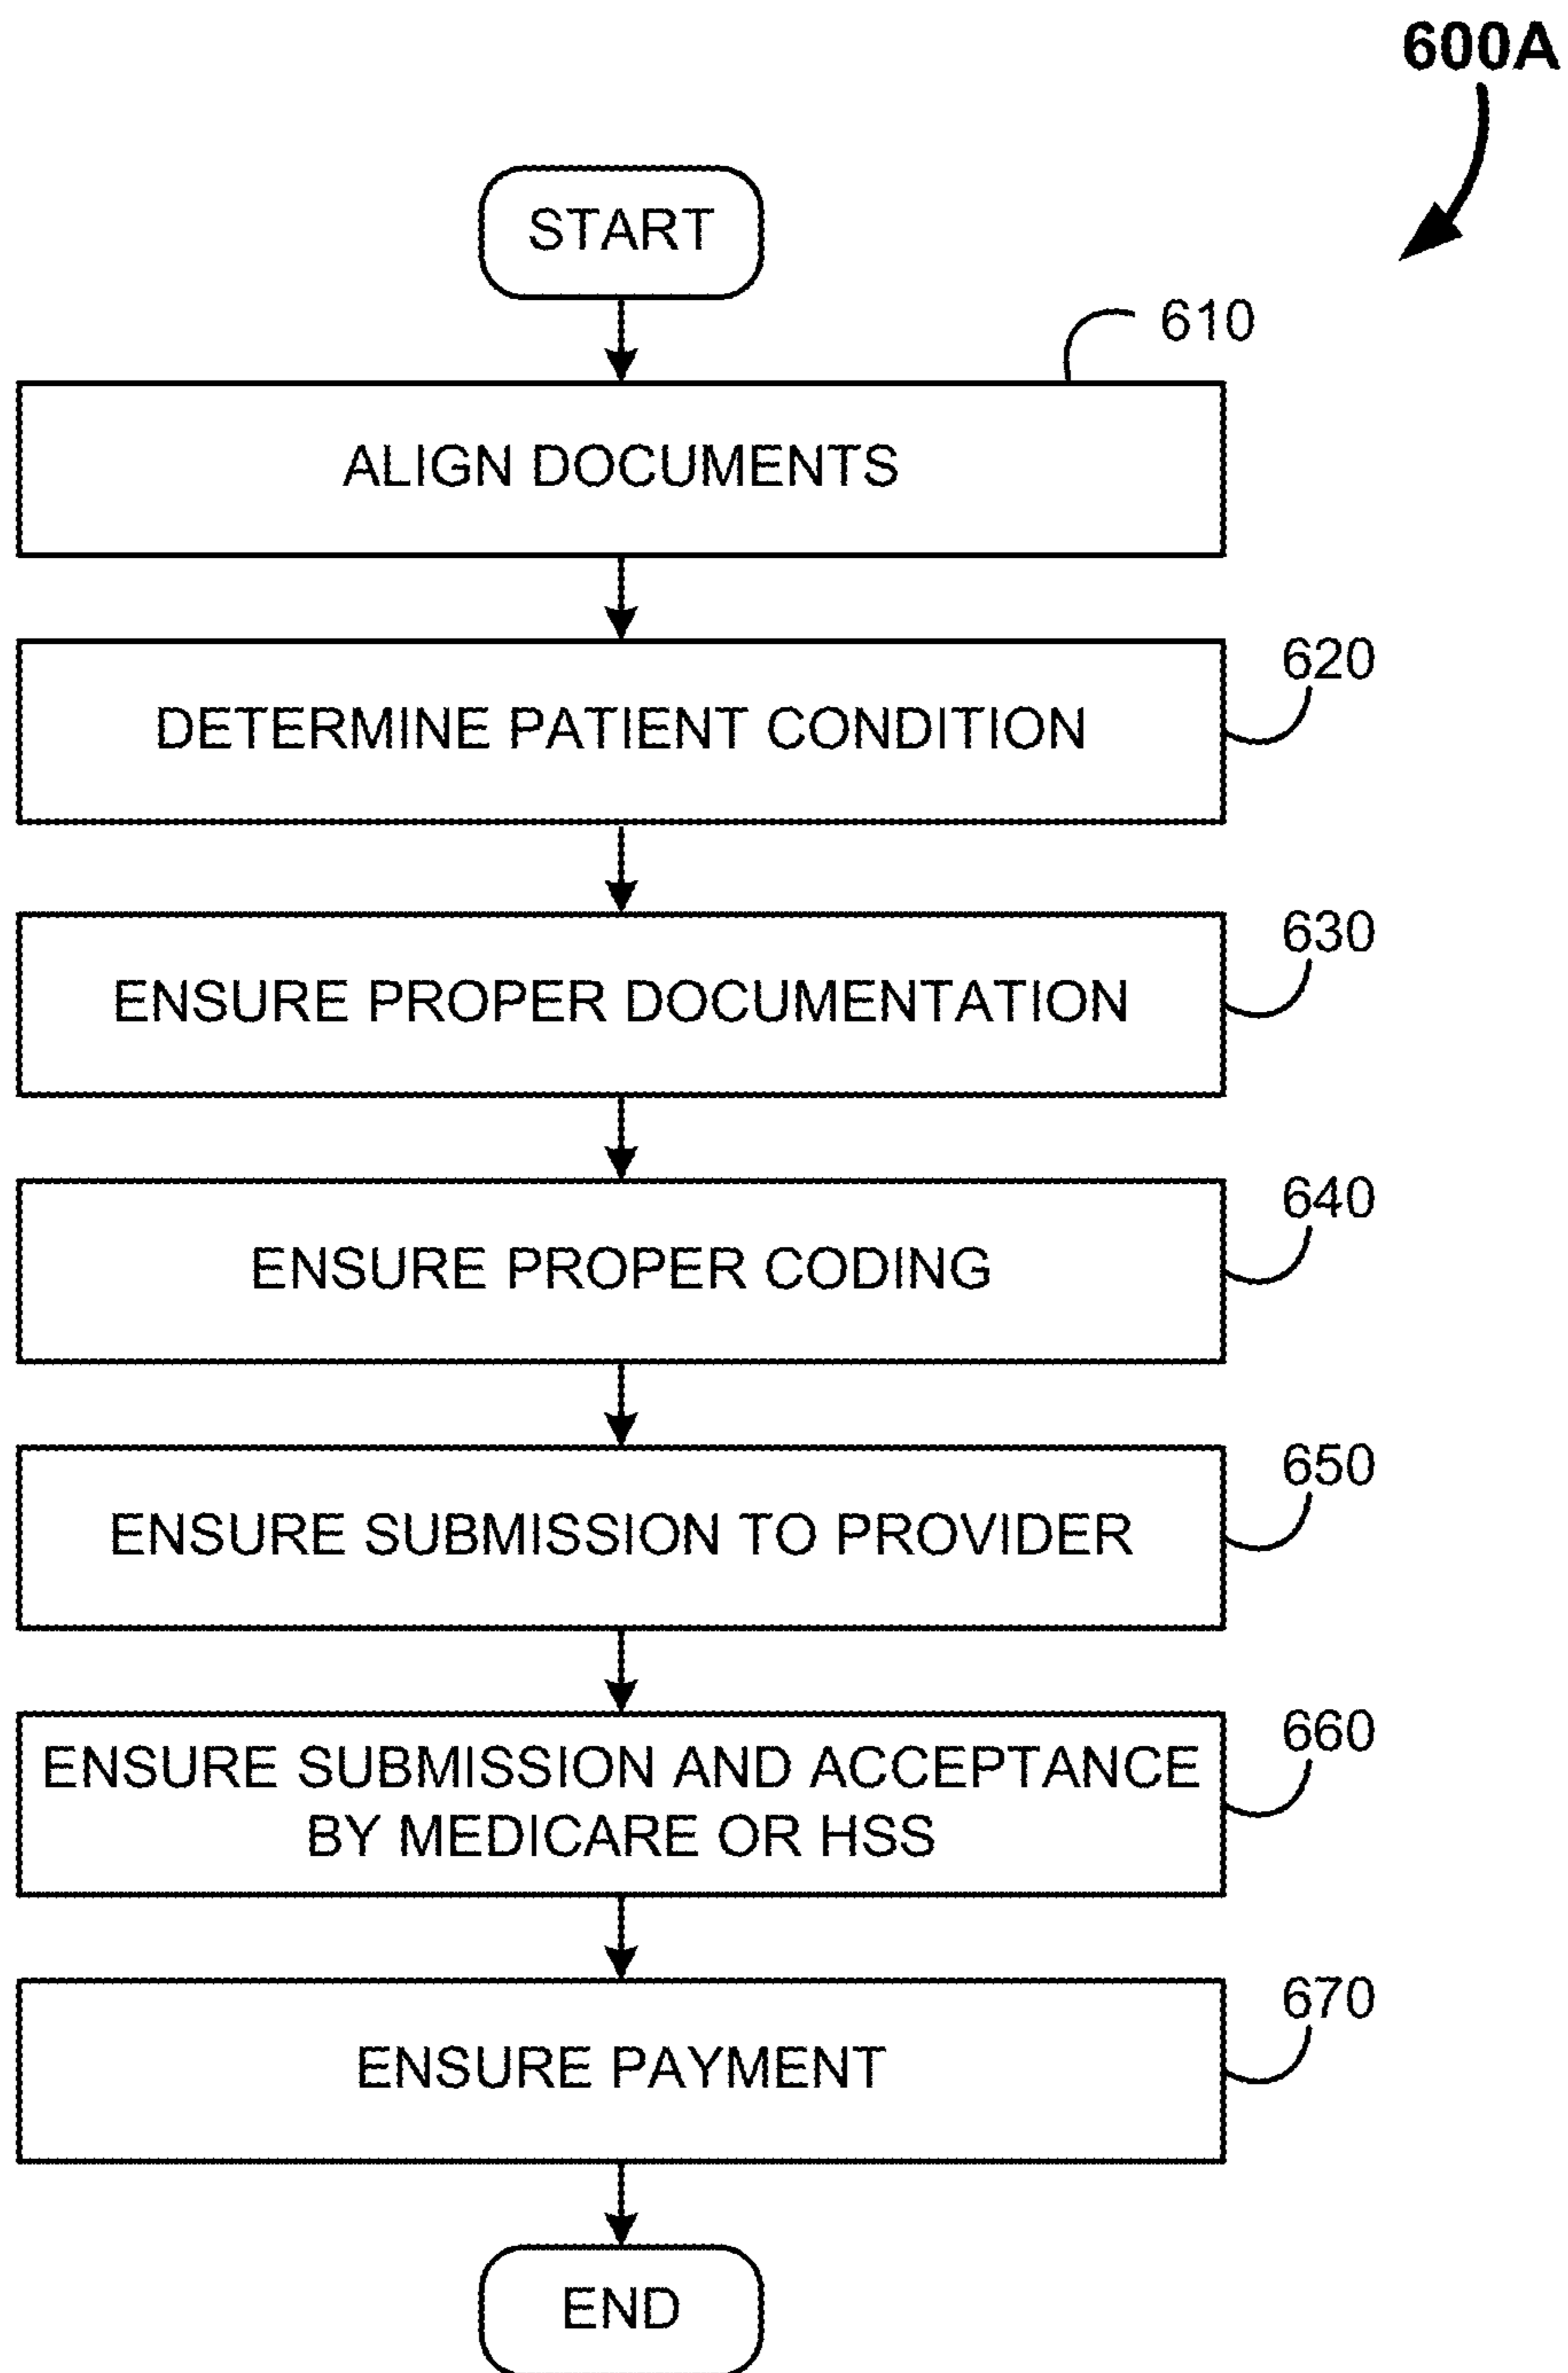 600A
START
610
ALIGN DOCUMENTS
620
DETERMINE PATIENT CONDITION
630
ENSURE PROPER DOCUMENTATION
640
ENSURE PROPER CODING
650
ENSURE SUBMISSION TO PROVIDER
660
ENSURE SUBMISSION AND ACCEPTANCE
BY MEDICARE OR HSS
670
ENSURE PAYMENT
END